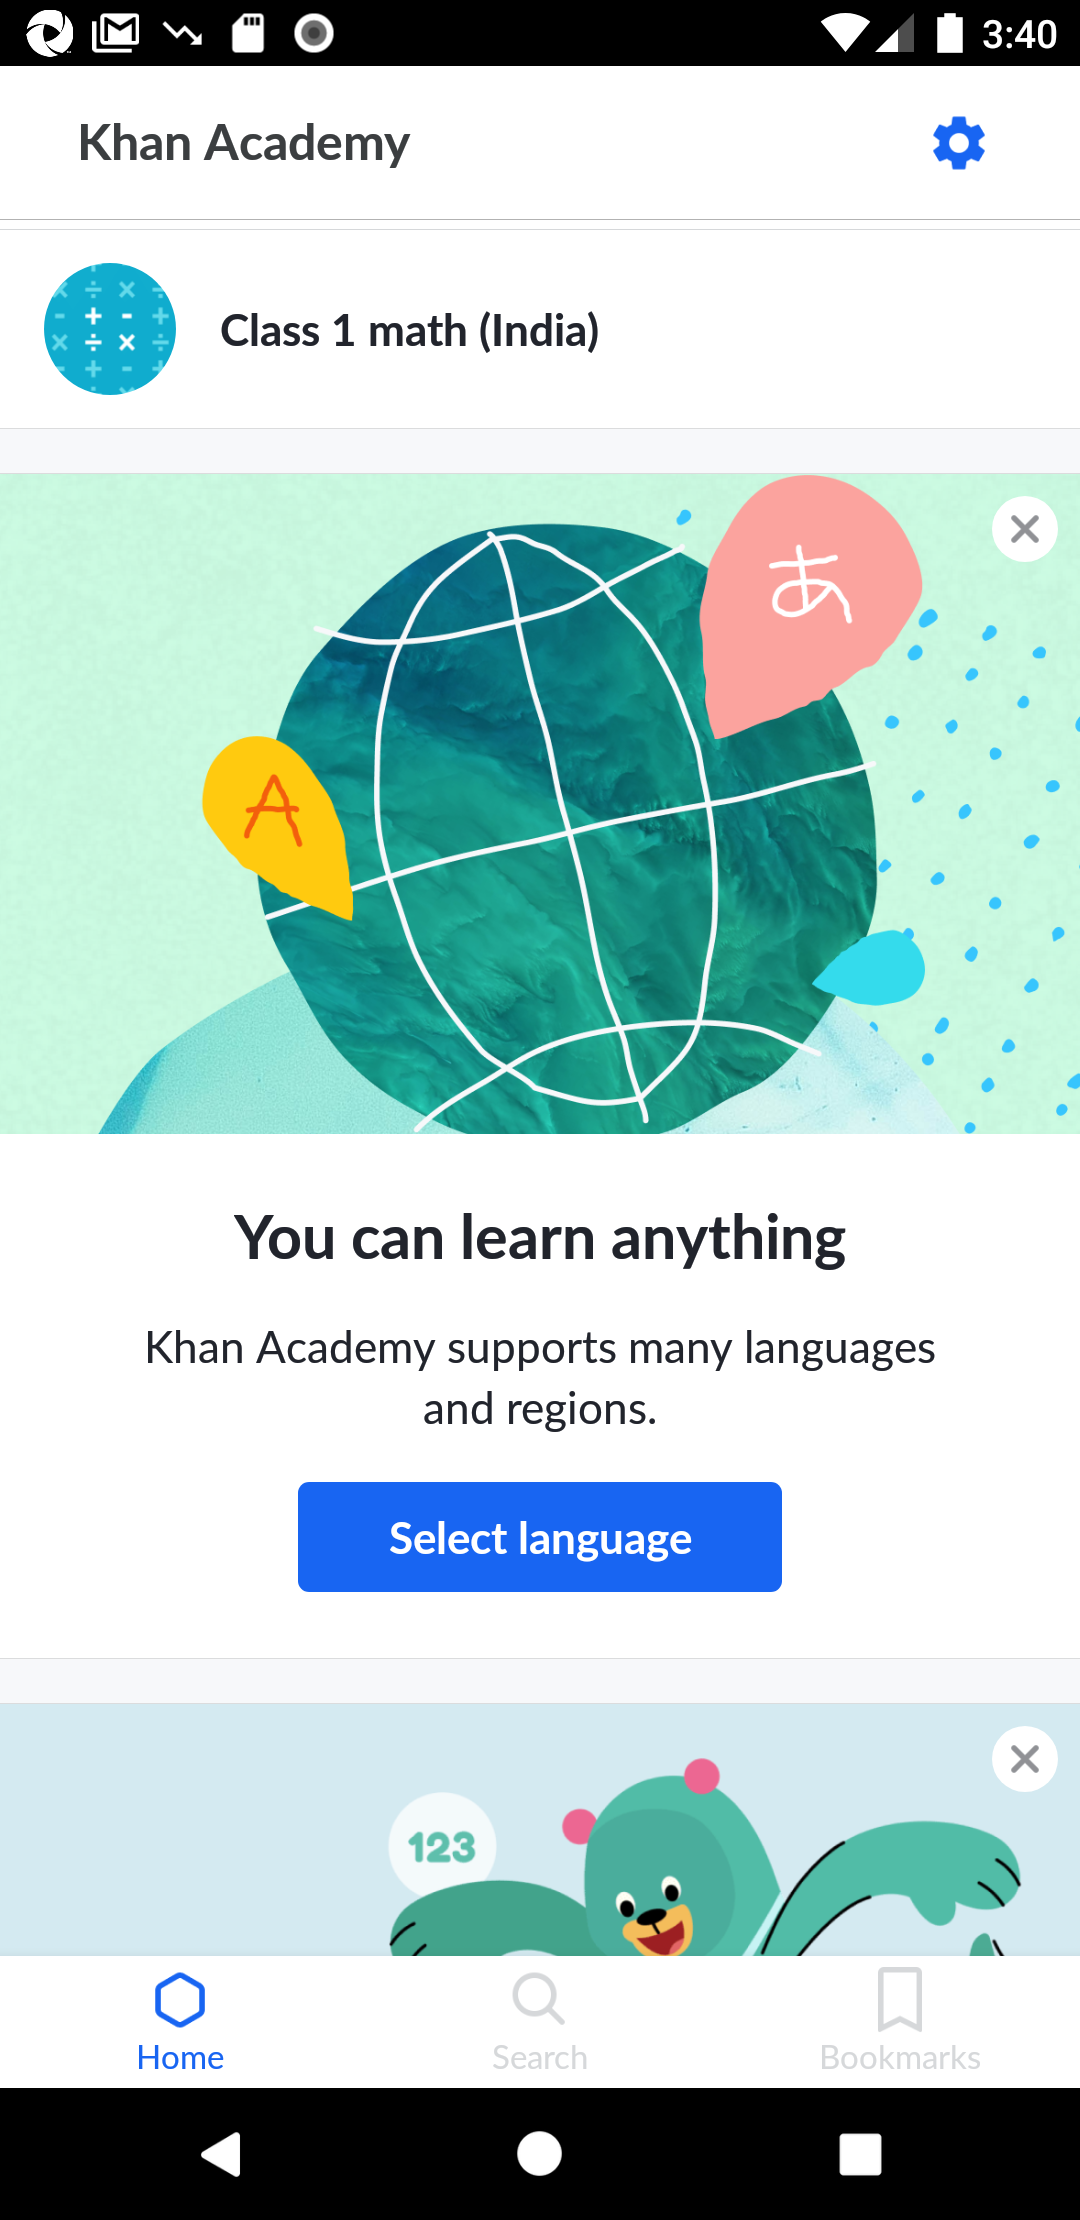 3:40
Khan Academy
Class 1 math (India)
あ
A
You can learn anything
Khan Academy supports many languages
and regions.
Select language
123
Home
Search
Bookmarks